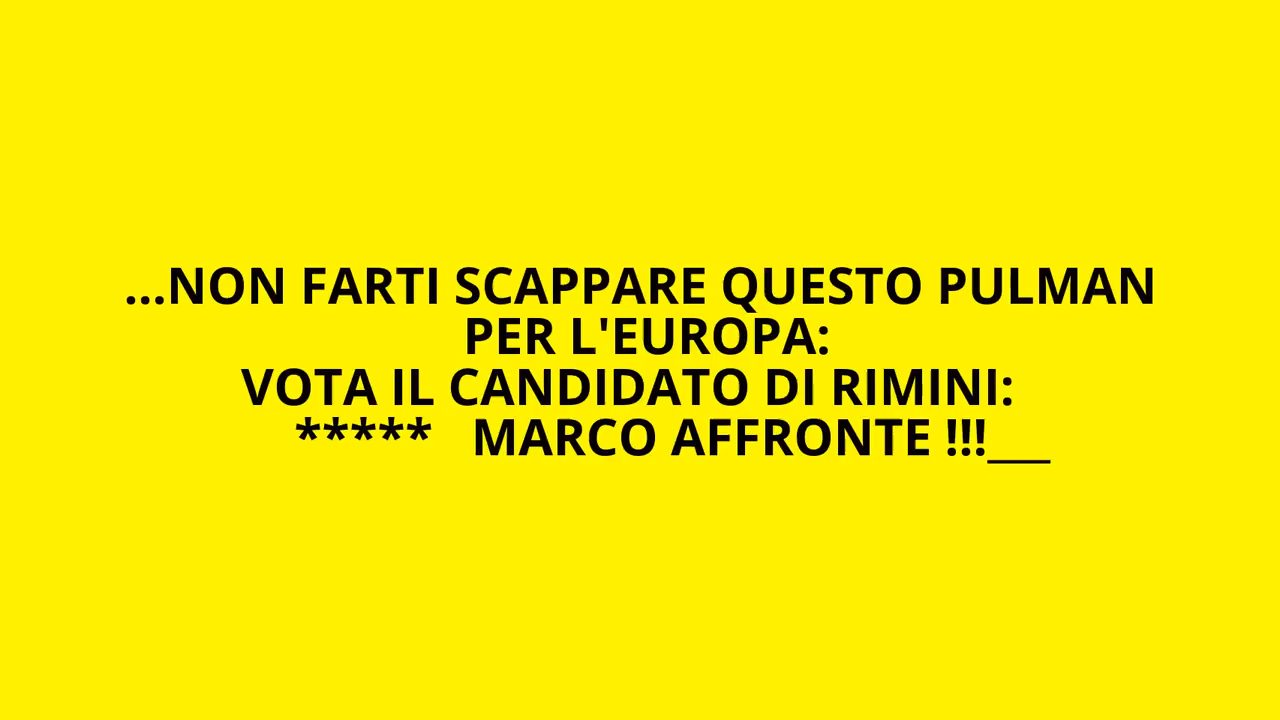 ...NON FARTI SCAPPARE QUESTO PULMAN
PER L'EUROPA:
VOTA IL CANDIDATO DI RIMINI:
***** MARCO AFFRONTE !!!___